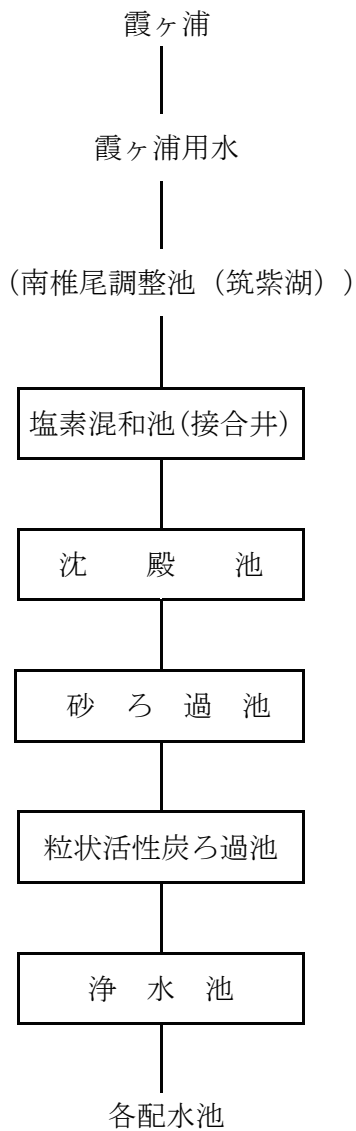 霞ヶ浦
霞ヶ浦用水
(南椎尾調整池（筑紫湖）)
塩素混和池(接合井)
沈　殿　池
砂　ろ　過　池
粒状活性炭ろ過池
浄　水　池
各配水池